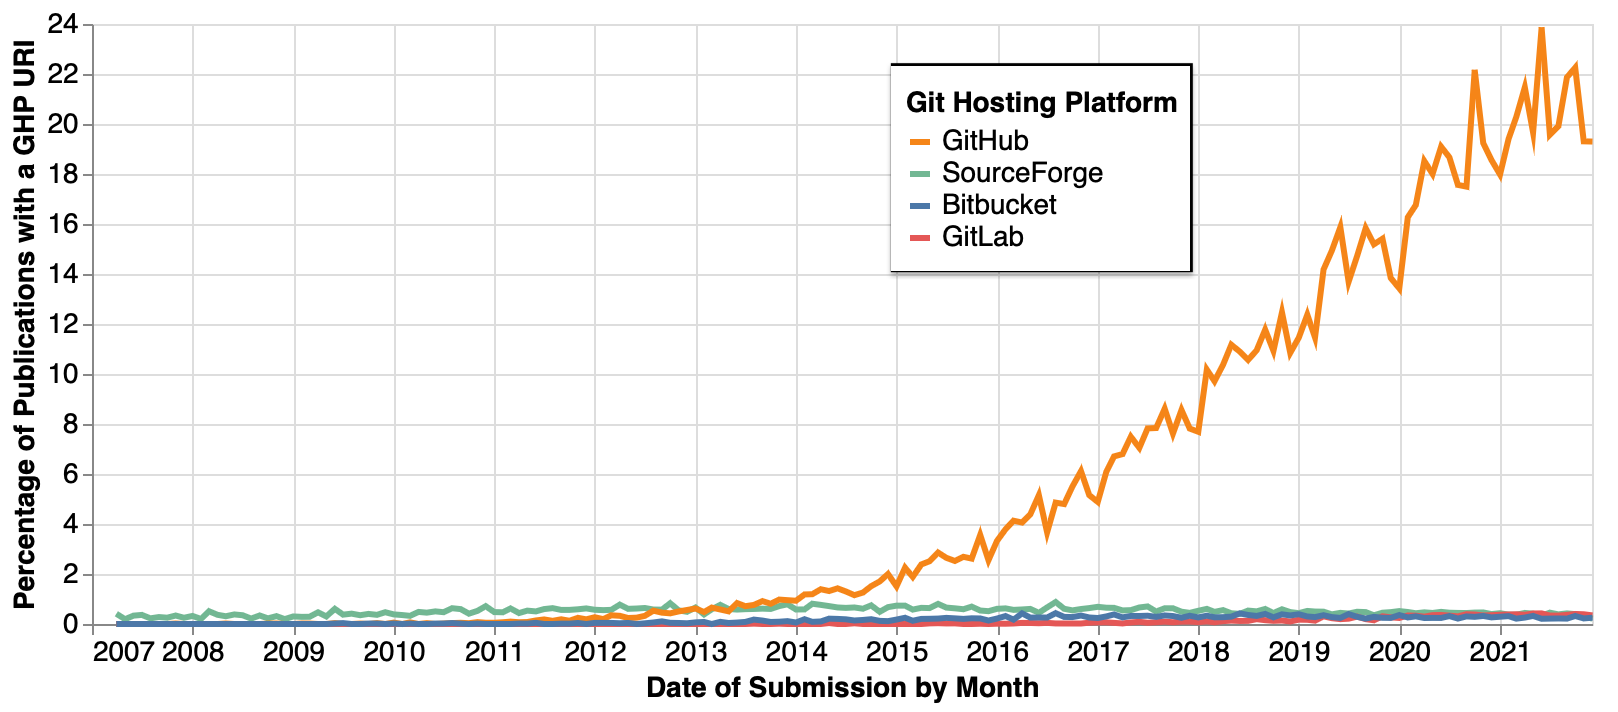 Percentage of Publications with a GHP URI
24
22
20
18
16
14
12
10
8
6
4
2
0
Git Hosting Platform
GitHub
SourceForge
Bitbucket
GitLab
2007 2008 2009 2010 2011 2012 2013 2014 2015 2016 2017 2018 2019 2020 2021
Date of Submission by Month